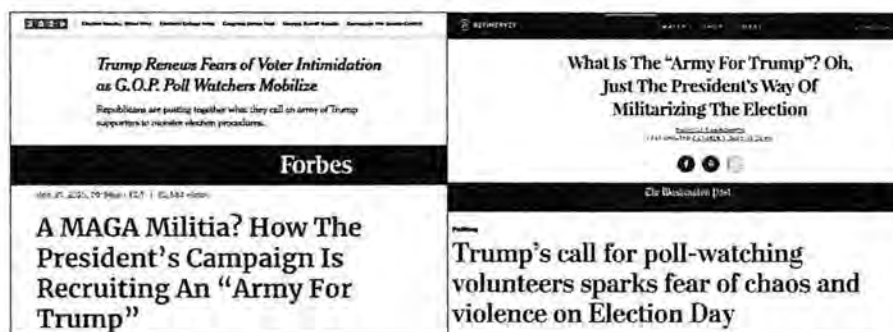 Trump Renews Fears of Voter Intimidation
as G.O.P. Poll Watchers Mobilize
Republicans are putting together what they call an army of Trump
supporters to monitor election procedures.
Forbes
A MAGA Militia? How The
President's Campaign Is
Recruiting An “Army For
Trump”
REFINERY29
What Is The “Army For Trump”? Oh,
Just The President's Way Of
Militarizing The Election
The Washington Post
Politics
Trump's call for poll-watching
volunteers sparks fear of chaos and
violence on Election Day